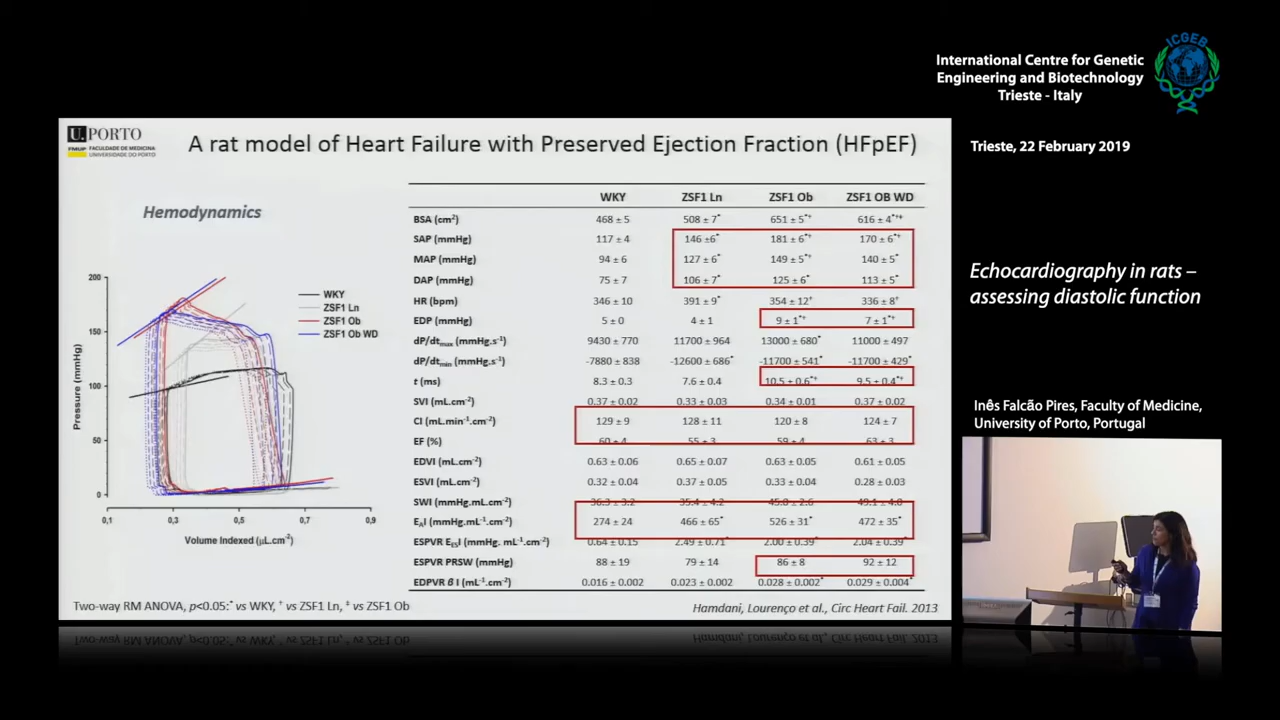 International Centre for Genetic
Engineering and Biotechnology
Trieste - Italy
ICGEB
Trieste, 22 February 2019
U.PORTO
FMUP FACULDADE DE MEDICINA
UNIVERSIDADE DO PORTO
A rat model of Heart Failure with Preserved Ejection Fraction (HFpEF)
Hemodynamics
200
150
100
50
0
0,1 0,3 0,5 0,7 0,9
Pressure (mmHg)
Volume Indexed (µL.cm⁻²)
WKY
ZSF1 Ln
ZSF1 Ob
ZSF1 Ob WD
WKY ZSF1 Ln ZSF1 Ob ZSF1 OB WD
BSA (cm²) 468 ± 5 508 ± 7* 651 ± 5*⁺ 616 ± 4*⁺‡
SAP (mmHg) 117 ± 4 146 ±6* 181 ± 6*⁺ 170 ± 6*⁺
MAP (mmHg) 94 ± 6 127 ± 6* 149 ± 5*⁺ 140 ± 5*
DAP (mmHg) 75 ± 7 106 ± 7* 125 ± 6* 113 ± 5*
HR (bpm) 346 ± 10 391 ± 9* 354 ± 12⁺ 336 ± 8⁺
EDP (mmHg) 5 ± 0 4 ± 1 9 ± 1*⁺ 7 ± 1*⁺
dP/dtmax (mmHg.s⁻¹) 9430 ± 770 11700 ± 964 13000 ± 680* 11000 ± 497
dP/dtmin (mmHg.s⁻¹) -7880 ± 838 -12600 ± 686* -11700 ± 541* -11700 ± 429*
t (ms) 8.3 ± 0.3 7.6 ± 0.4 10.5 ± 0.6*⁺ 9.5 ± 0.4*⁺
SVI (mL.cm⁻²) 0.37 ± 0.02 0.33 ± 0.03 0.34 ± 0.01 0.37 ± 0.02
CI (mL.min⁻¹.cm⁻²) 129 ± 9 128 ± 11 120 ± 8 124 ± 7
EF (%) 60 ± 4 55 ± 3 59 ± 4 63 ± 3
EDVI (mL.cm⁻²) 0.63 ± 0.06 0.65 ± 0.07 0.63 ± 0.05 0.61 ± 0.05
ESVI (mL.cm⁻²) 0.32 ± 0.04 0.37 ± 0.05 0.33 ± 0.04 0.28 ± 0.03
SWI (mmHg.mL.cm⁻²) 36.3 ± 3.2 35.4 ± 4.2 45.8 ± 2.6 49.1 ± 4.8
EAI (mmHg.mL⁻¹.cm⁻²) 274 ± 24 466 ± 65* 526 ± 31* 472 ± 35*
ESPVR EESI (mmHg. mL⁻¹.cm⁻²) 0.64 ± 0.15 2.49 ± 0.71* 2.00 ± 0.39* 2.04 ± 0.39*
ESPVR PRSW (mmHg) 88 ± 19 79 ± 14 86 ± 8 92 ± 12
EDPVR β I (mL⁻¹.cm⁻²) 0.016 ± 0.002 0.023 ± 0.002 0.028 ± 0.002* 0.029 ± 0.004*
Two-way RM ANOVA, p<0.05:* vs WKY, ⁺ vs ZSF1 Ln, ‡ vs ZSF1 Ob
Hamdani, Lourenço et al., Circ Heart Fail. 2013
Echocardiography in rats –
assessing diastolic function
Inês Falcão Pires, Faculty of Medicine,
University of Porto, Portugal